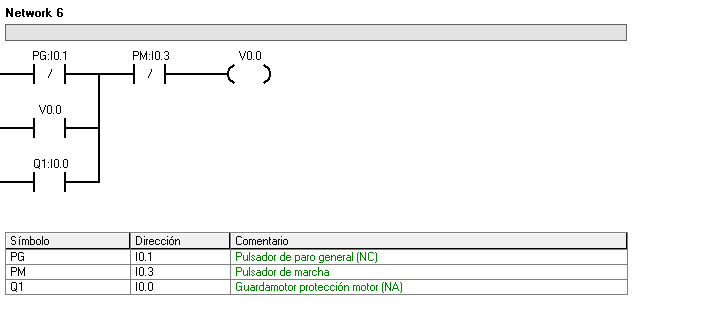 Network 6
PG:I0.1 PM:I0.3 V0.0
V0.0
Q1:I0.0
Símbolo Dirección Comentario
PG I0.1 Pulsador de paro general (NC)
PM I0.3 Pulsador de marcha
Q1 I0.0 Guardamotor protección motor (NA)